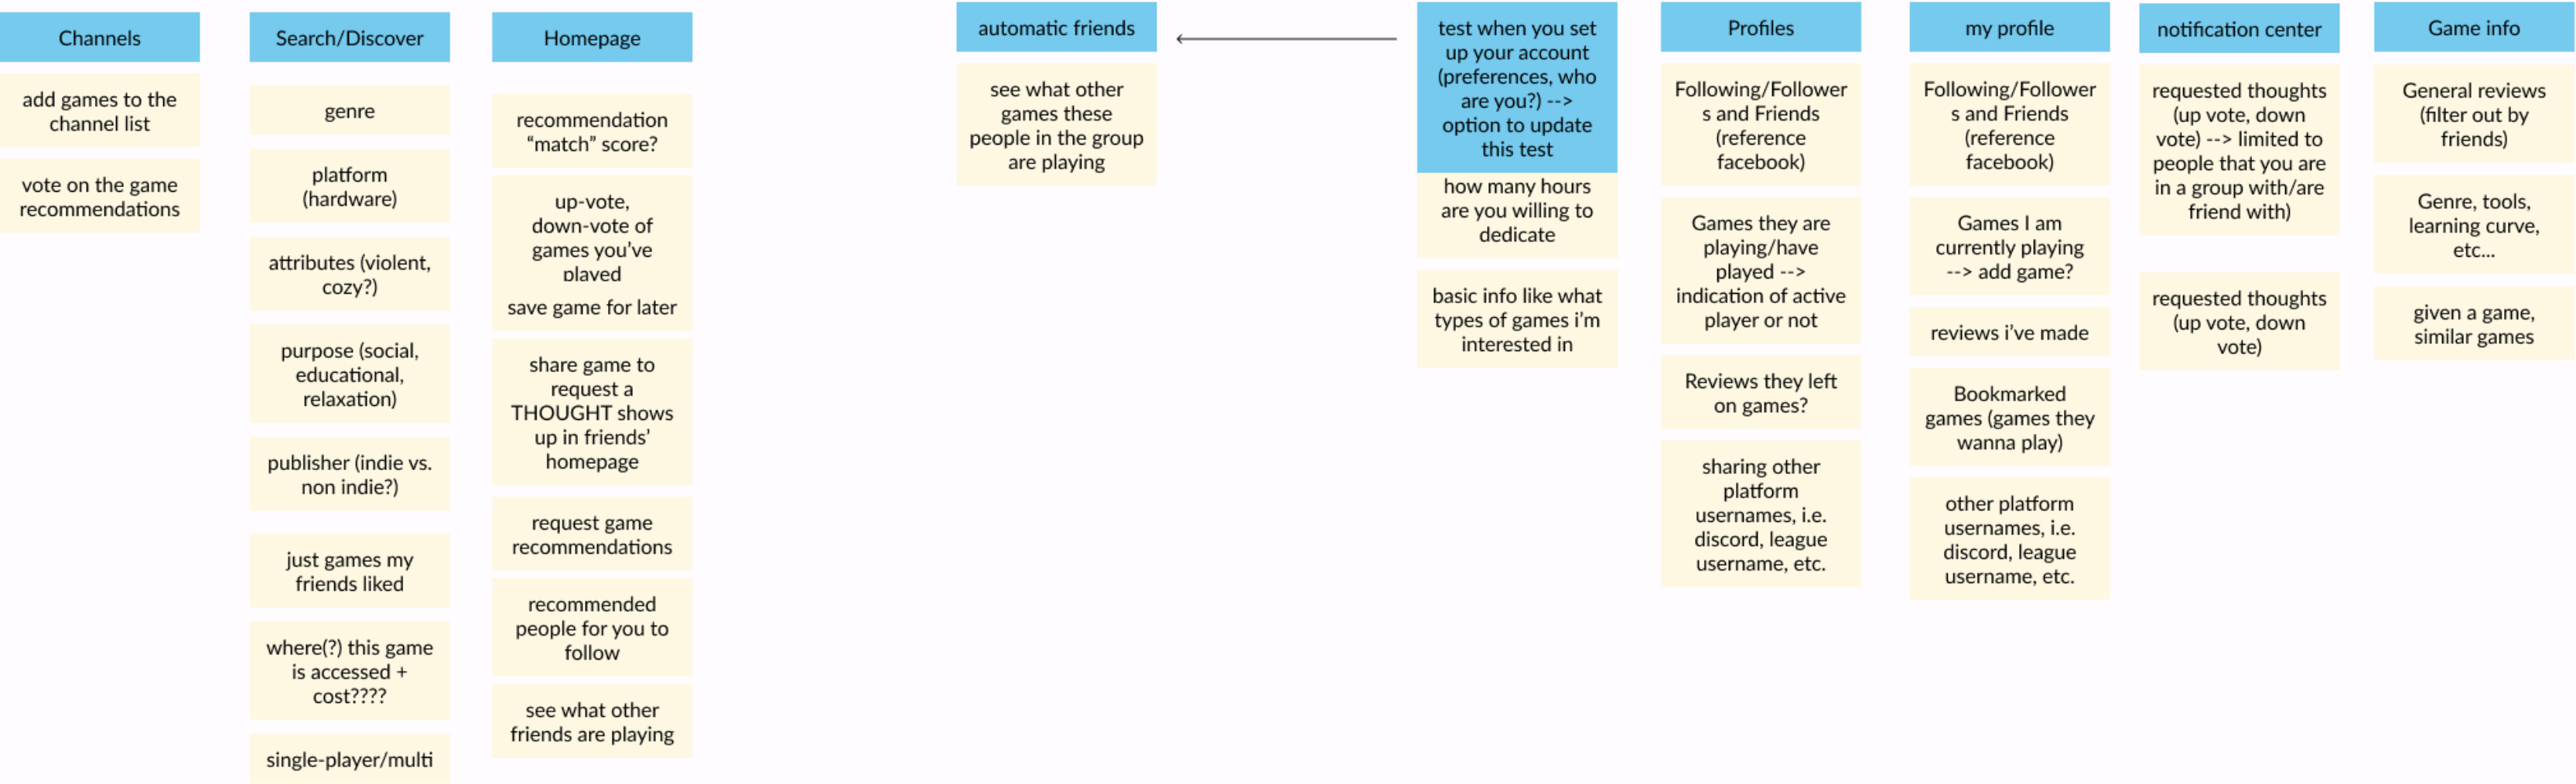 Channels
add games to the
channel list
vote on the game
recommendations
Search/Discover
genre
platform
(hardware)
attributes (violent,
cozy?)
purpose (social,
educational,
relaxation)
publisher (indie vs.
non indie?)
just games my
friends liked
where(?) this game
is accessed +
cost????
single-player/multi
Homepage
recommendation
“match” score?
up-vote,
down-vote of
games you’ve
played
save game for later
share game to
request a
THOUGHT shows
up in friends’
homepage
request game
recommendations
recommended
people for you to
follow
see what other
friends are playing
automatic friends
see what other
games these
people in the group
are playing
test when you set
up your account
(preferences, who
are you?) -->
option to update
this test
how many hours
are you willing to
dedicate
basic info like what
types of games i’m
interested in
Profiles
Following/Follower
s and Friends
(reference
facebook)
Games they are
playing/have
played -->
indication of active
player or not
Reviews they left
on games?
sharing other
platform
usernames, i.e.
discord, league
username, etc.
my profile
Following/Follower
s and Friends
(reference
facebook)
Games I am
currently playing
--> add game?
reviews i’ve made
Bookmarked
games (games they
wanna play)
other platform
usernames, i.e.
discord, league
username, etc.
notification center
requested thoughts
(up vote, down
vote) --> limited to
people that you are
in a group with/are
friend with)
requested thoughts
(up vote, down
vote)
Game info
General reviews
(filter out by
friends)
Genre, tools,
learning curve,
etc...
given a game,
similar games